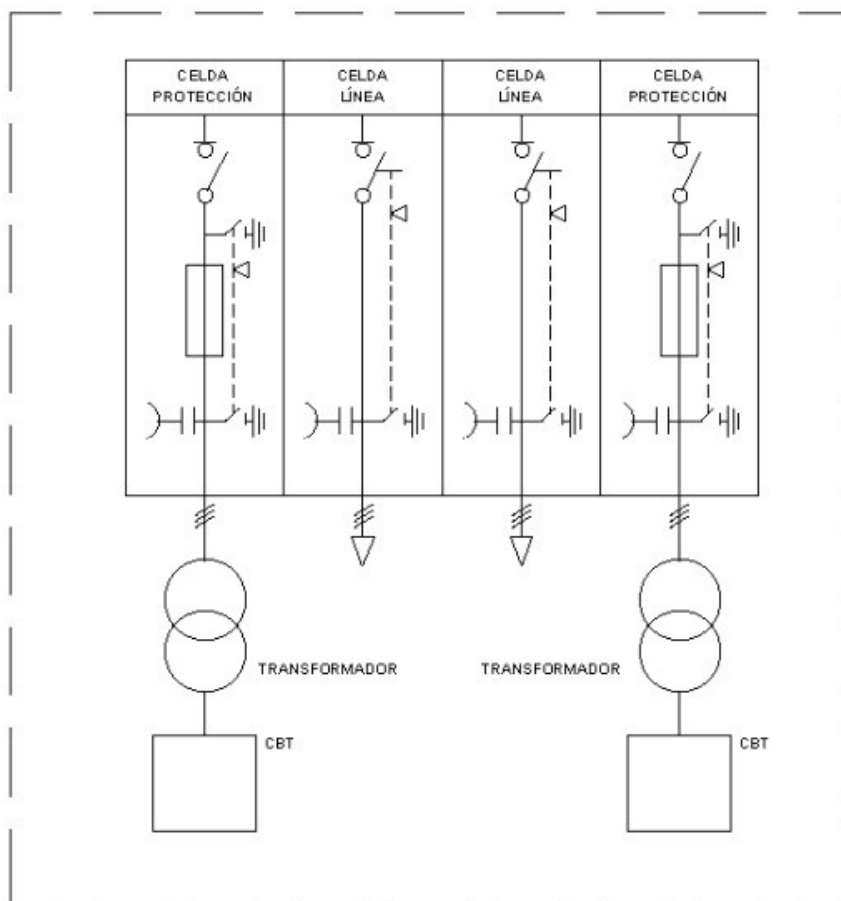 CELDA
PROTECCIÓN
CELDA
LÍNEA
CELDA
LÍNEA
CELDA
PROTECCIÓN
TRANSFORMADOR
TRANSFORMADOR
CBT
CBT